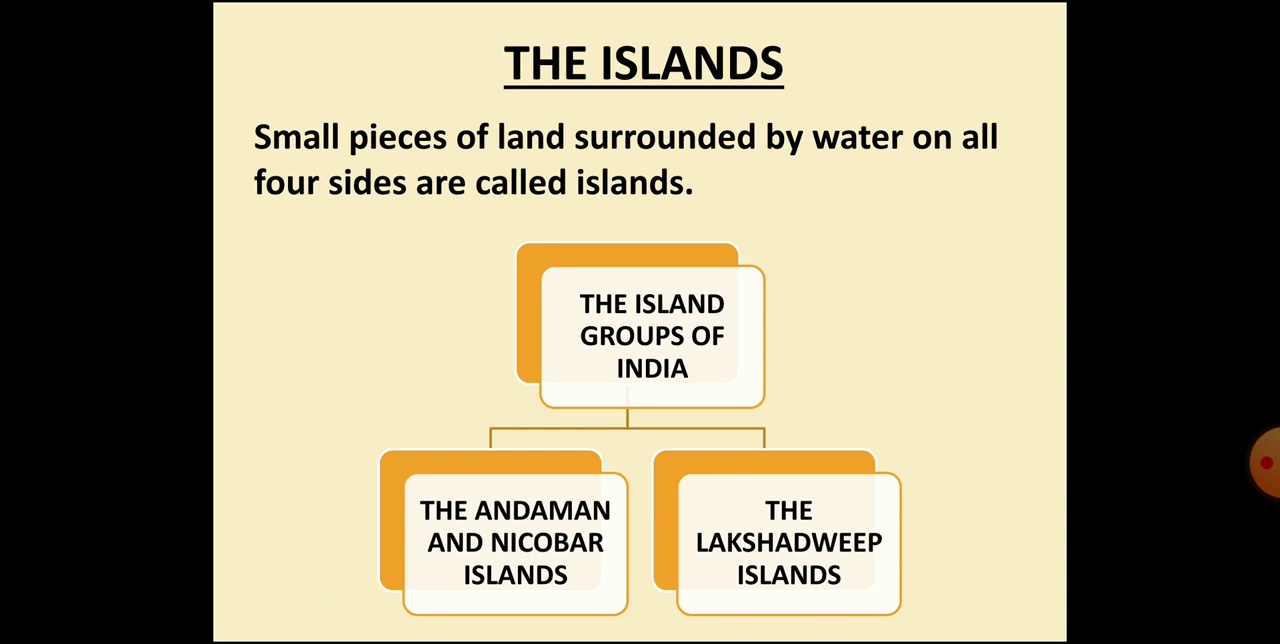 THE ISLANDS
Small pieces of land surrounded by water on all
four sides are called islands.
THE ISLAND
GROUPS OF
INDIA
THE ANDAMAN
AND NICOBAR
ISLANDS
THE
LAKSHADWEEP
ISLANDS